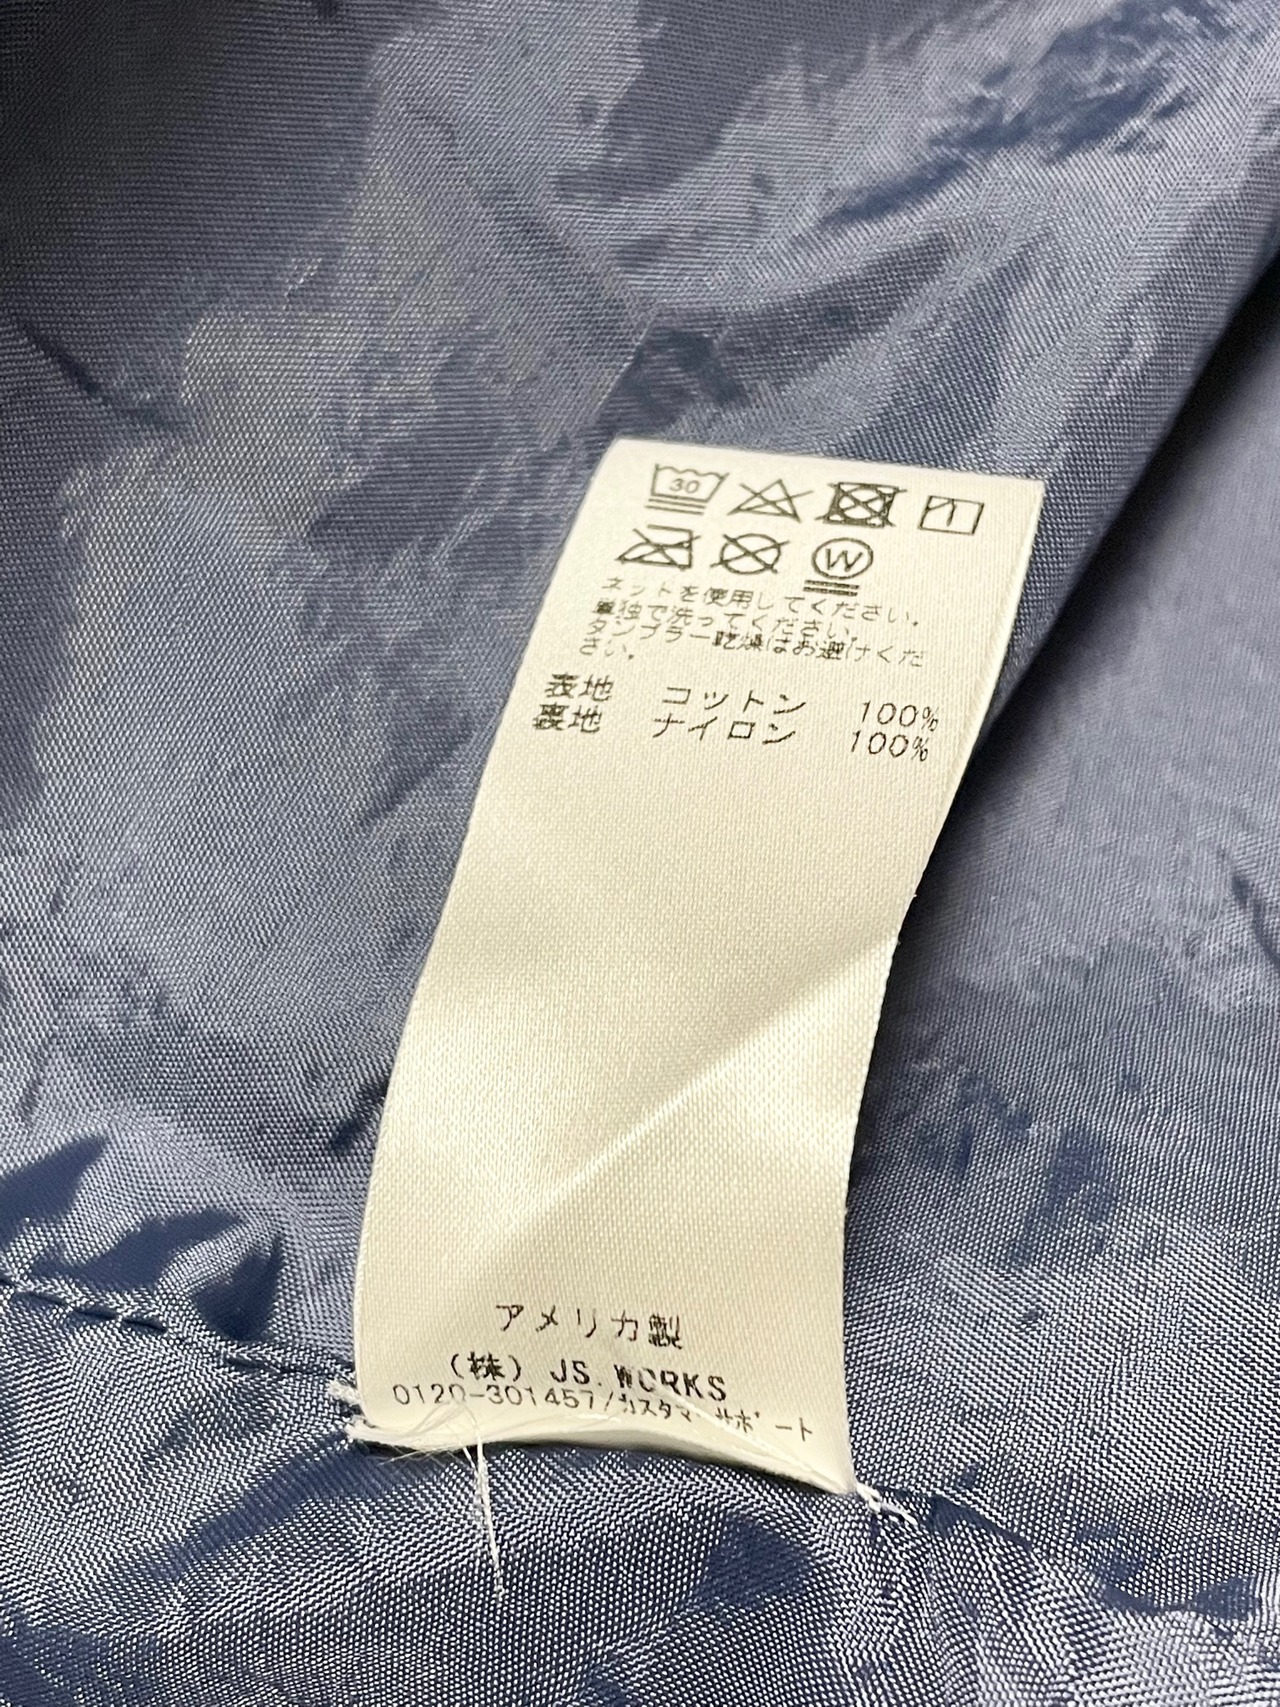 30
W
ネットを使用してください。
単独で洗ってください。
タンブラー乾燥はお避けくだ
さい。
表地 コットン 100%
裏地 ナイロン 100%
アメリカ製
(株) JS.WORKS
0120-301457/カスタマーサポート